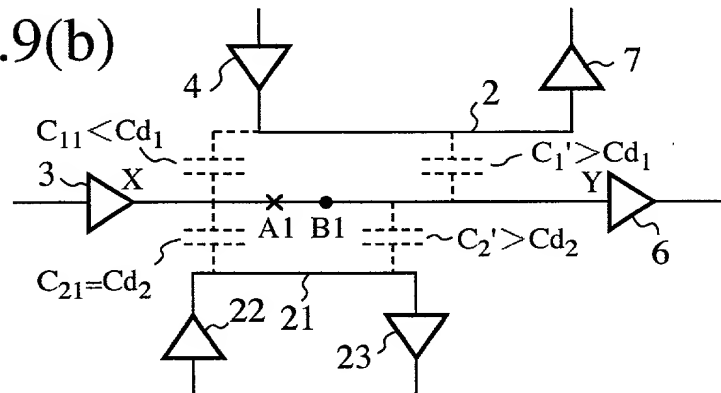 .9(b)
4
7
2
C₁₁<Cd₁
C₁'>Cd₁
3
X
Y
A1
B1
6
C₂₁=Cd₂
C₂'>Cd₂
22
21
23